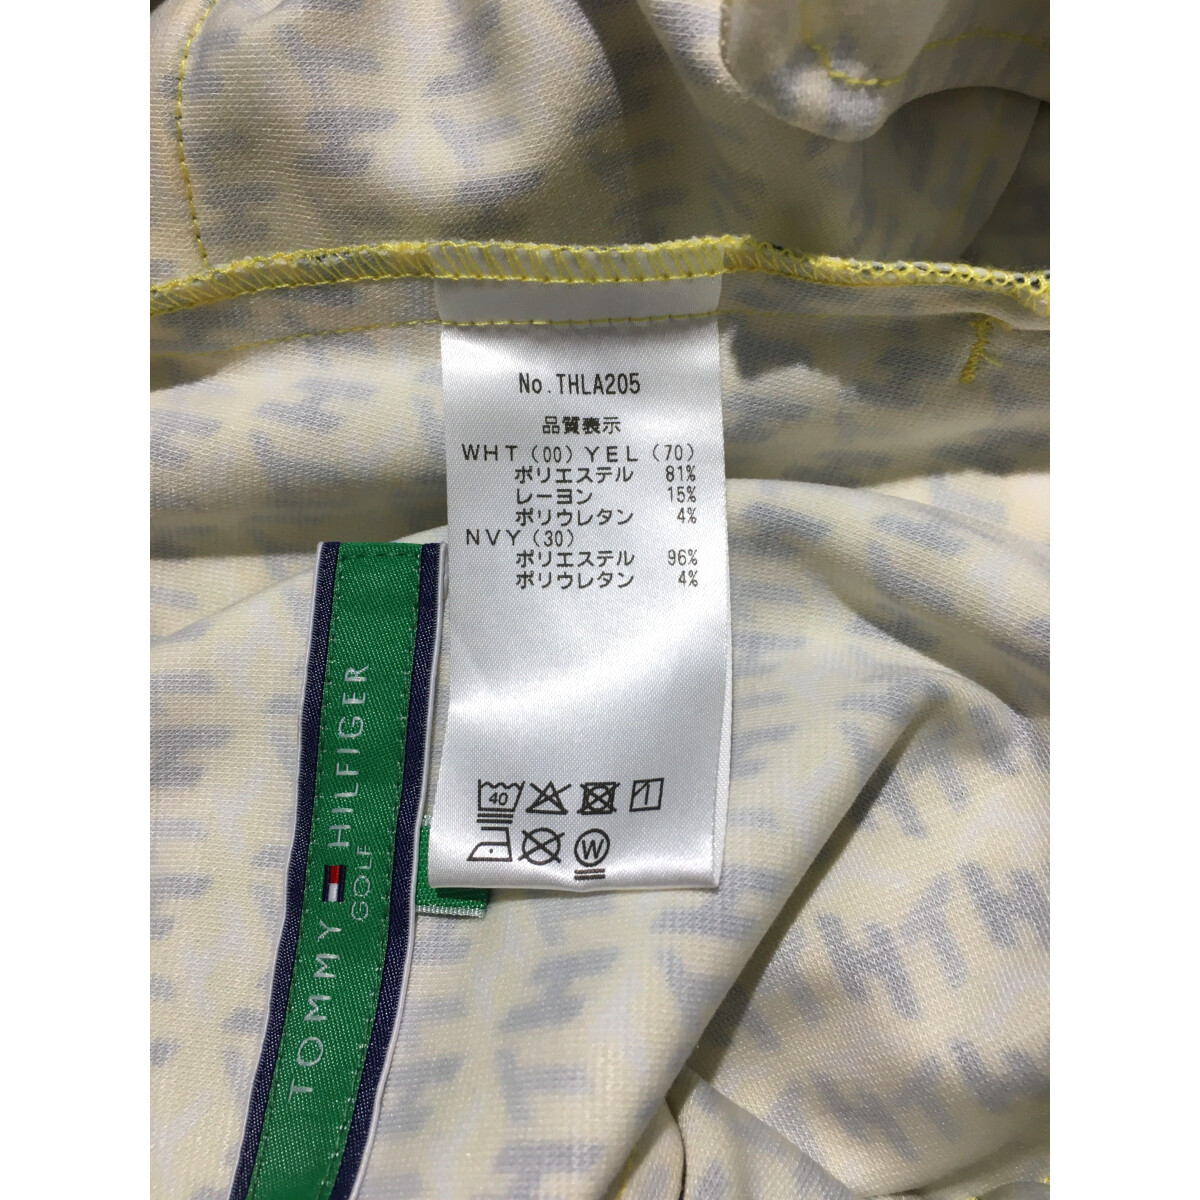 No.THLA205
品質表示
WHT(00)YEL(70)
ポリエステル 81%
レーヨン 15%
ポリウレタン 4%
NVY(30)
ポリエステル 96%
ポリウレタン 4%
40
W
TOMMY HILFIGER
GOLF